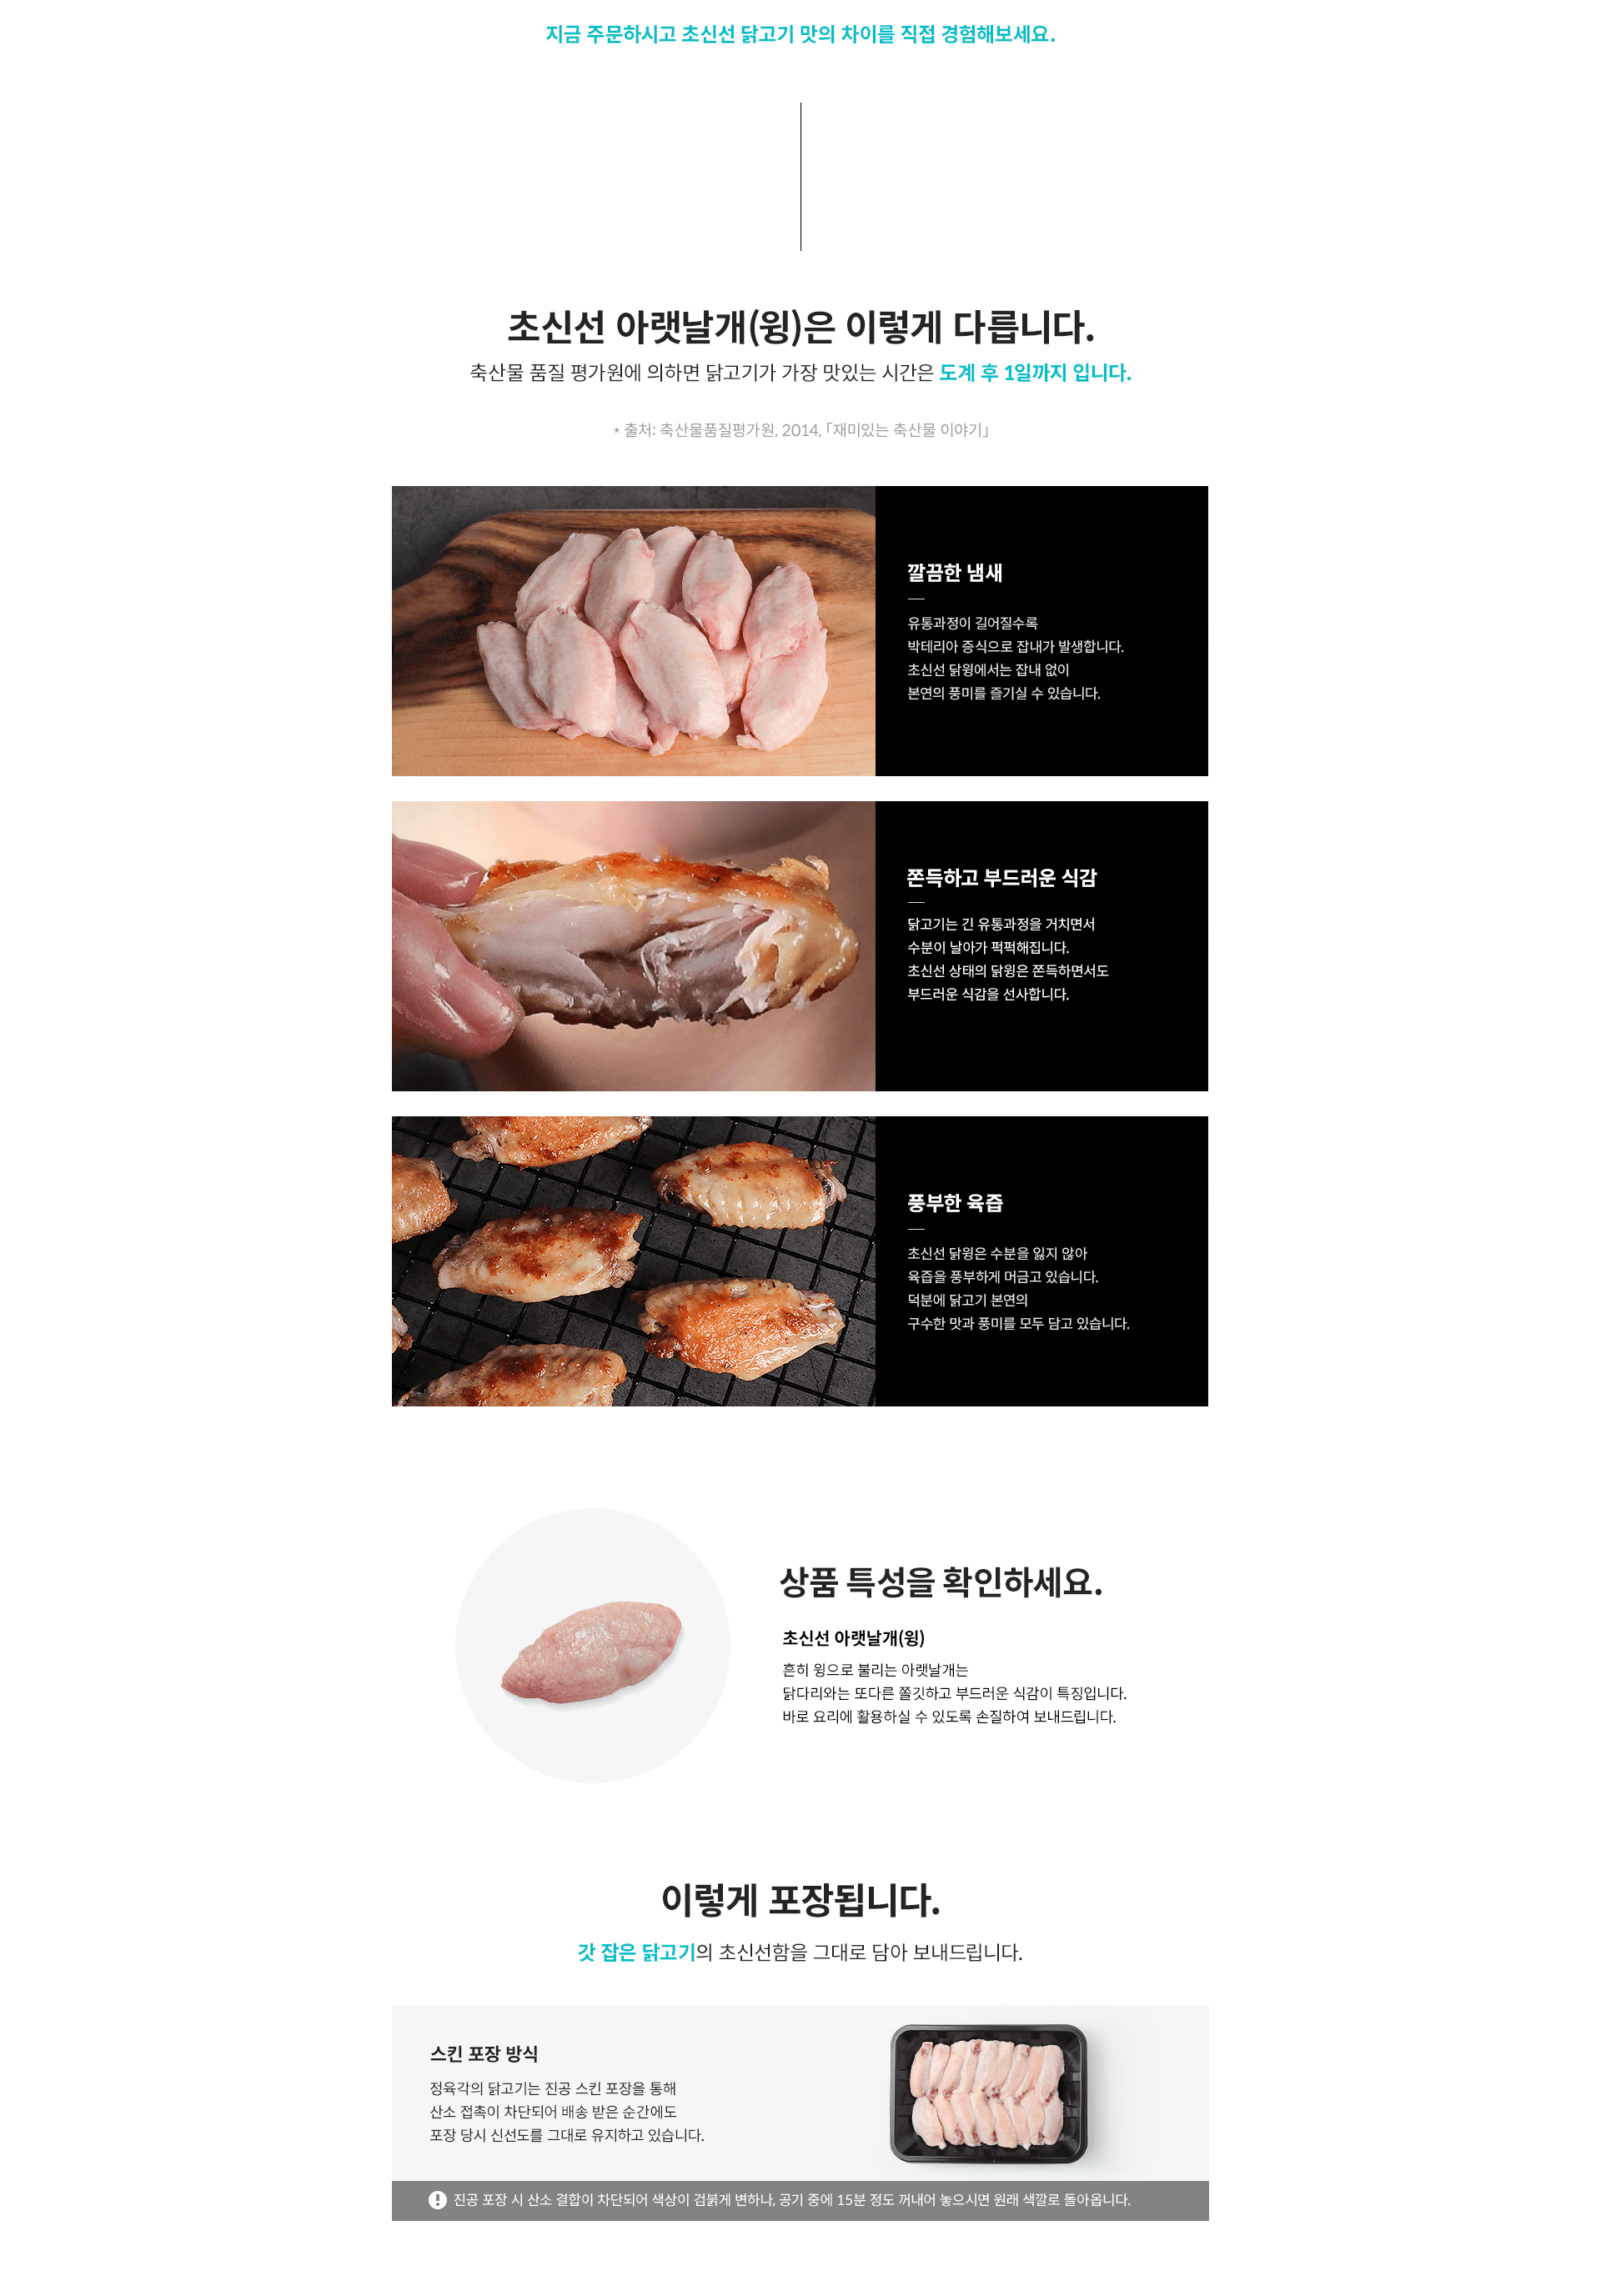 지금 주문하시고 초신선 닭고기 맛의 차이를 직접 경험해보세요.
초신선 아랫날개(윙)은 이렇게 다릅니다.
축산물 품질 평가원에 의하면 닭고기가 가장 맛있는 시간은 도계 후 1일까지 입니다.
* 출처: 축산물품질평가원, 2014, 「재미있는 축산물 이야기」
깔끔한 냄새
유통과정이 길어질수록
박테리아 증식으로 잡내가 발생합니다.
초신선 닭윙에서는 잡내 없이
본연의 풍미를 즐기실 수 있습니다.
쫀득하고 부드러운 식감
닭고기는 긴 유통과정을 거치면서
수분이 날아가 퍽퍽해집니다.
초신선 상태의 닭윙은 쫀득하면서도
부드러운 식감을 선사합니다.
풍부한 육즙
초신선 닭윙은 수분을 잃지 않아
육즙을 풍부하게 머금고 있습니다.
덕분에 닭고기 본연의
구수한 맛과 풍미를 모두 담고 있습니다.
상품 특성을 확인하세요.
초신선 아랫날개(윙)
흔히 윙으로 불리는 아랫날개는
닭다리와는 또다른 쫄깃하고 부드러운 식감이 특징입니다.
바로 요리에 활용하실 수 있도록 손질하여 보내드립니다.
이렇게 포장됩니다.
갓 잡은 닭고기의 초신선함을 그대로 담아 보내드립니다.
스킨 포장 방식
정육각의 닭고기는 진공 스킨 포장을 통해
산소 접촉이 차단되어 배송 받은 순간에도
포장 당시 신선도를 그대로 유지하고 있습니다.
진공 포장 시 산소 결합이 차단되어 색상이 검붉게 변하나, 공기 중에 15분 정도 꺼내어 놓으시면 원래 색깔로 돌아옵니다.